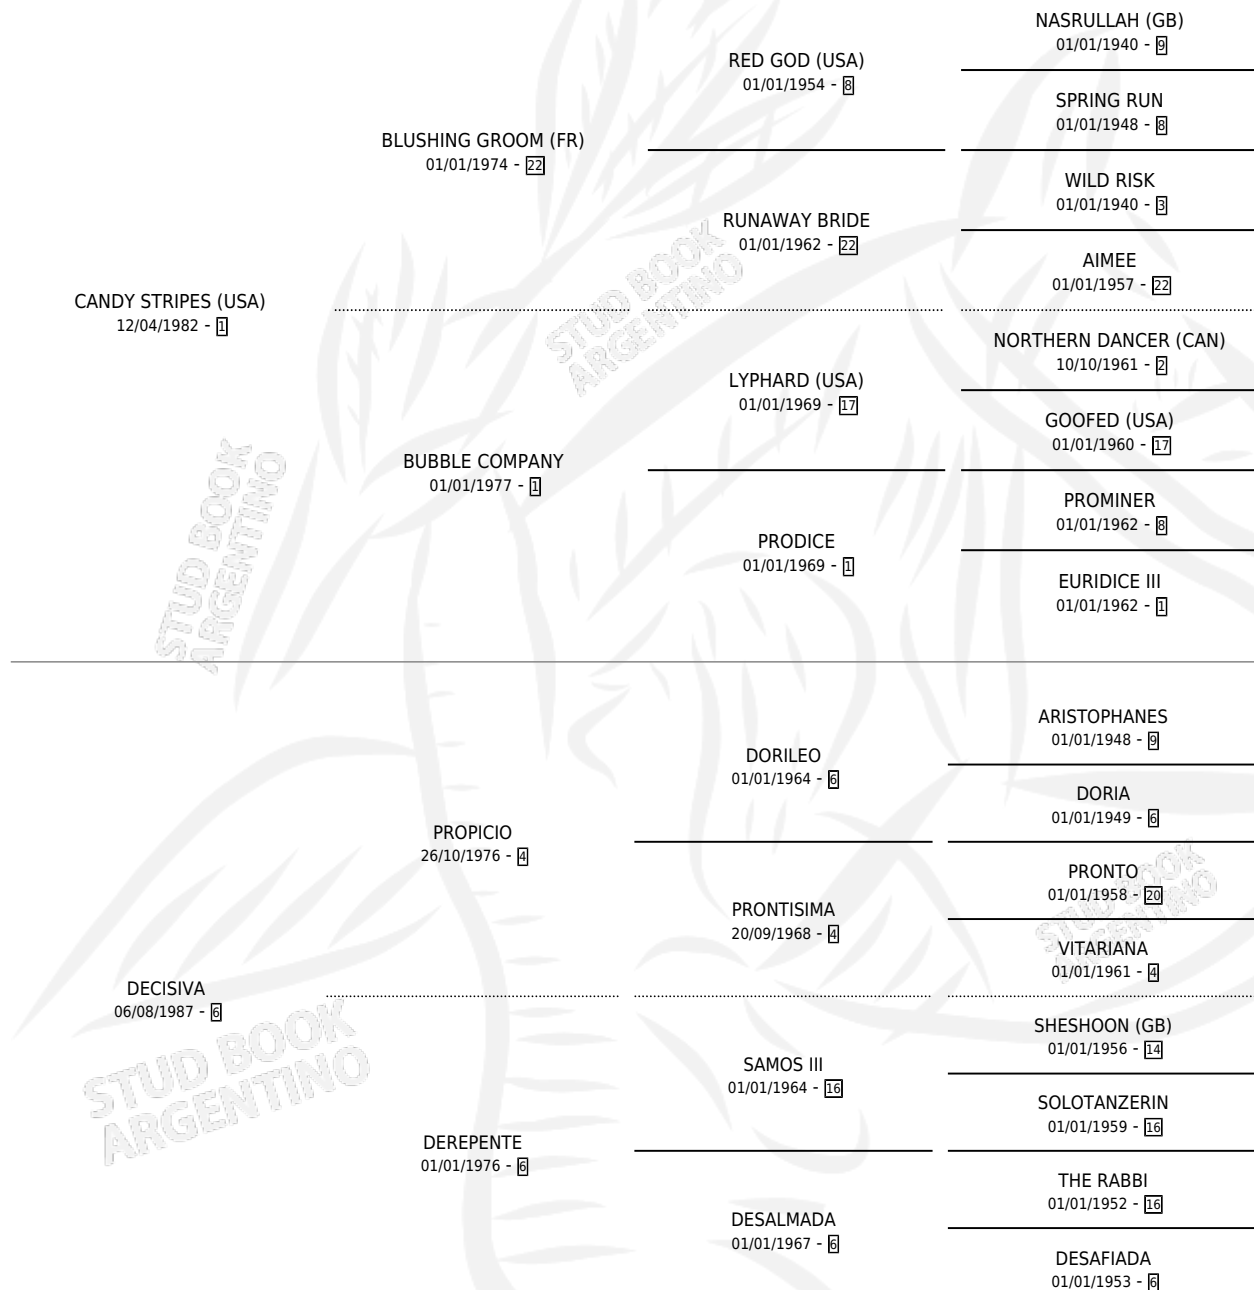 NASRULLAH (GB)
01/01/1940 - 9
RED GOD (USA)
01/01/1954 - 8
SPRING RUN
01/01/1948 - 8
BLUSHING GROOM (FR)
01/01/1974 - 22
WILD RISK
01/01/1940 - 3
RUNAWAY BRIDE
01/01/1962 - 22
AIMEE
01/01/1957 - 22
CANDY STRIPES (USA)
12/04/1982 - 1
NORTHERN DANCER (CAN)
10/10/1961 - 2
LYPHARD (USA)
01/01/1969 - 17
GOOFED (USA)
01/01/1960 - 17
BUBBLE COMPANY
01/01/1977 - 1
PROMINER
01/01/1962 - 8
PRODICE
01/01/1969 - 1
EURIDICE III
01/01/1962 - 1
ARISTOPHANES
01/01/1948 - 9
DORILEO
01/01/1964 - 6
DORIA
01/01/1949 - 6
PROPICIO
26/10/1976 - 4
PRONTO
01/01/1958 - 20
PRONTISIMA
20/09/1968 - 4
VITARIANA
01/01/1961 - 4
DECISIVA
06/08/1987 - 6
SHESHOON (GB)
01/01/1956 - 14
SAMOS III
01/01/1964 - 16
SOLOTANZERIN
01/01/1959 - 16
DEREPENTE
01/01/1976 - 6
THE RABBI
01/01/1952 - 16
DESALMADA
01/01/1967 - 6
DESAFIADA
01/01/1953 - 6
STUD BOOK
ARGENTINO
STUD BOOK
ARGENTINO
STUD BOOK
ARGENTINO
STUD BOOK
ARGENTINO